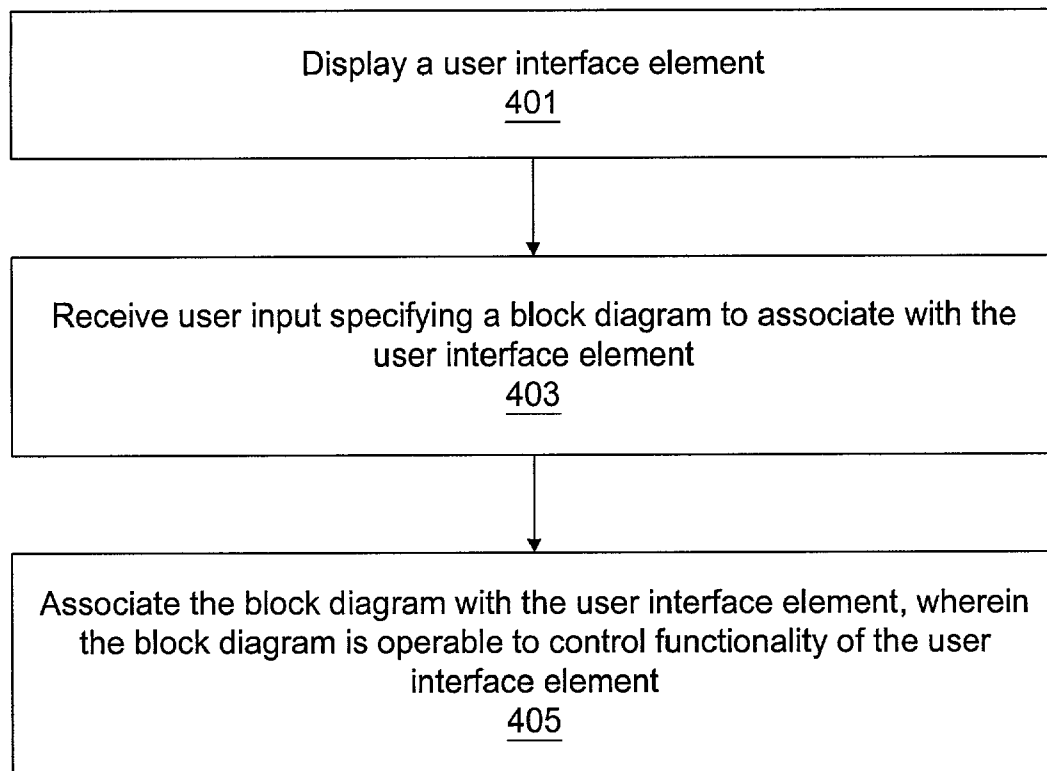 Display a user interface element
401
Receive user input specifying a block diagram to associate with the
user interface element
403
Associate the block diagram with the user interface element, wherein
the block diagram is operable to control functionality of the user
interface element
405